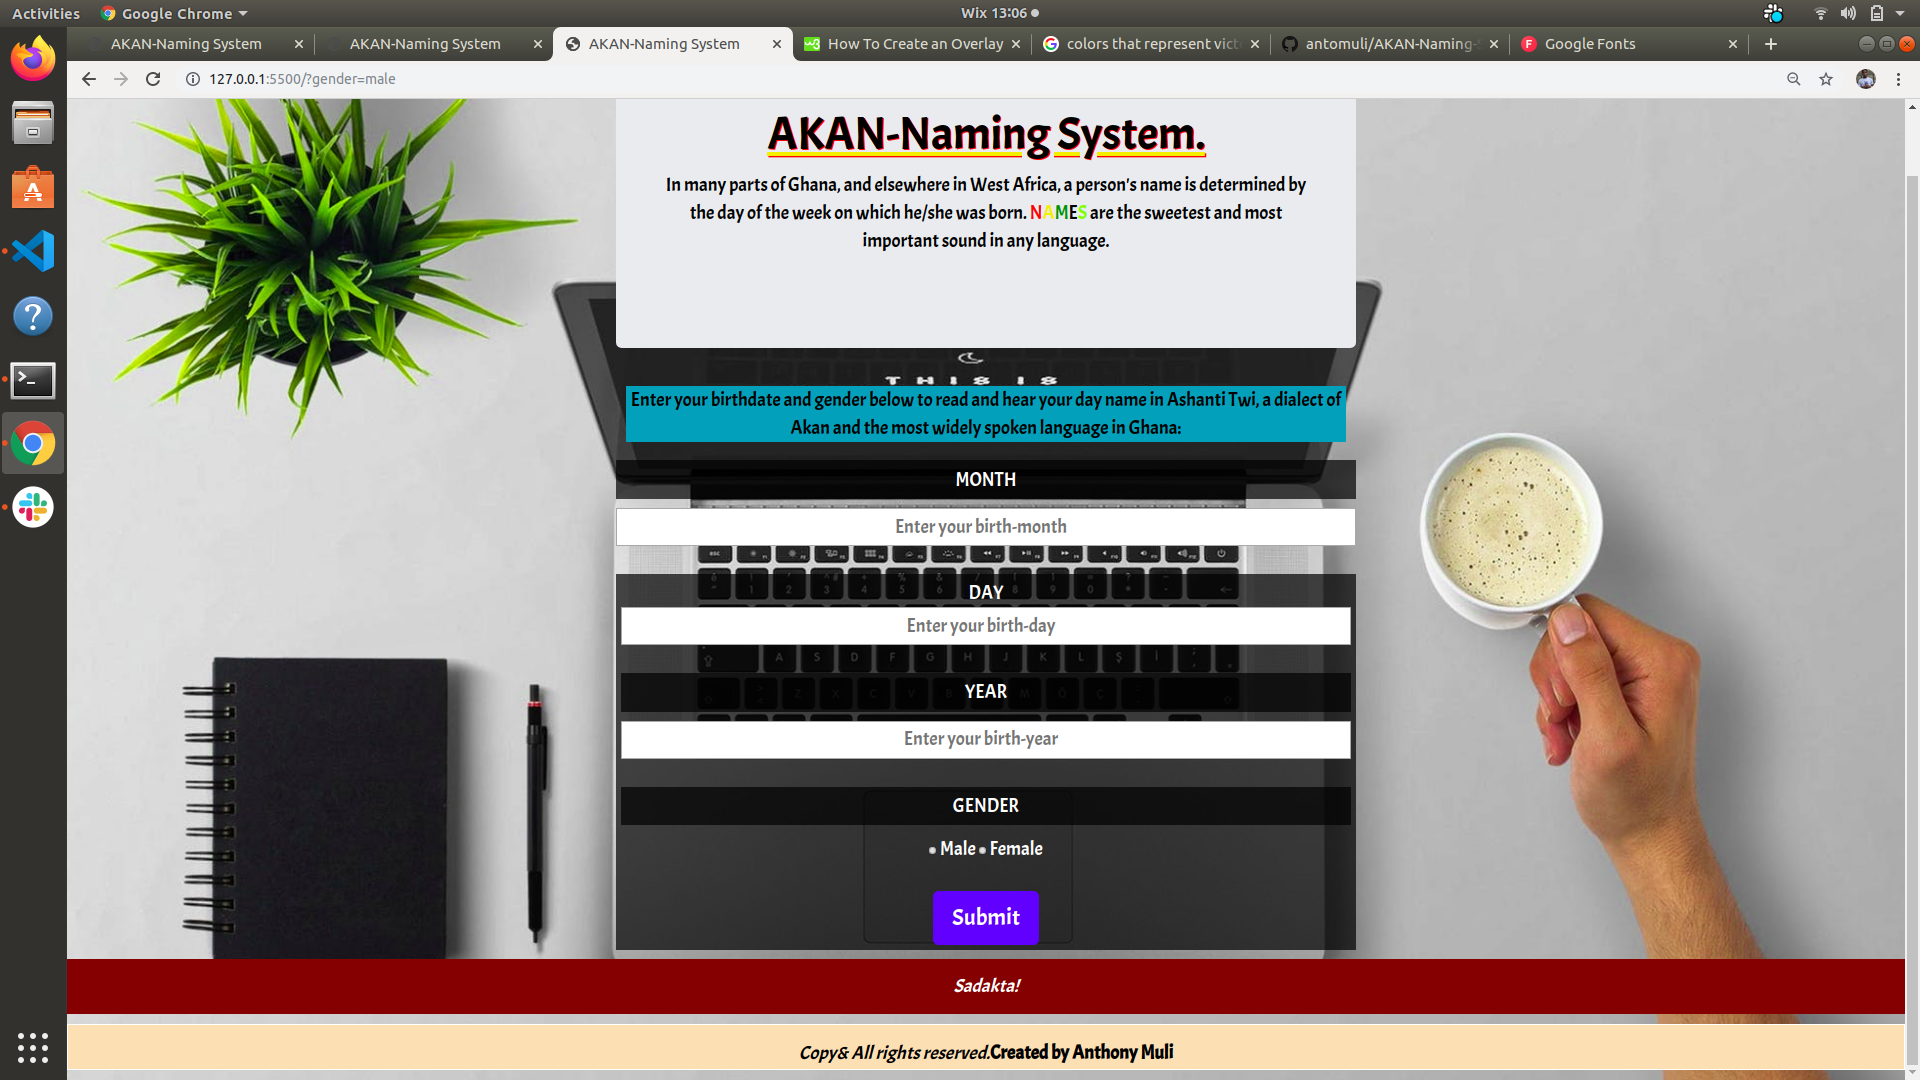 Activities
Google Chrome
Wix 13:06
AKAN-Naming System
AKAN-Naming System
AKAN-Naming System
How To Create an Overlay
colors that represent vict
antomuli/AKAN-Naming-
Google Fonts
127.0.0.1:5500/?gender=male
AKAN-Naming System.
In many parts of Ghana, and elsewhere in West Africa, a person's name is determined by
the day of the week on which he/she was born. NAMES are the sweetest and most
important sound in any language.
THIS IS
Enter your birthdate and gender below to read and hear your day name in Ashanti Twi, a dialect of
Akan and the most widely spoken language in Ghana:
MONTH
Enter your birth-month
DAY
Enter your birth-day
YEAR
Enter your birth-year
GENDER
Male Female
Submit
Sadakta!
Copy& All rights reserved.Created by Anthony Muli